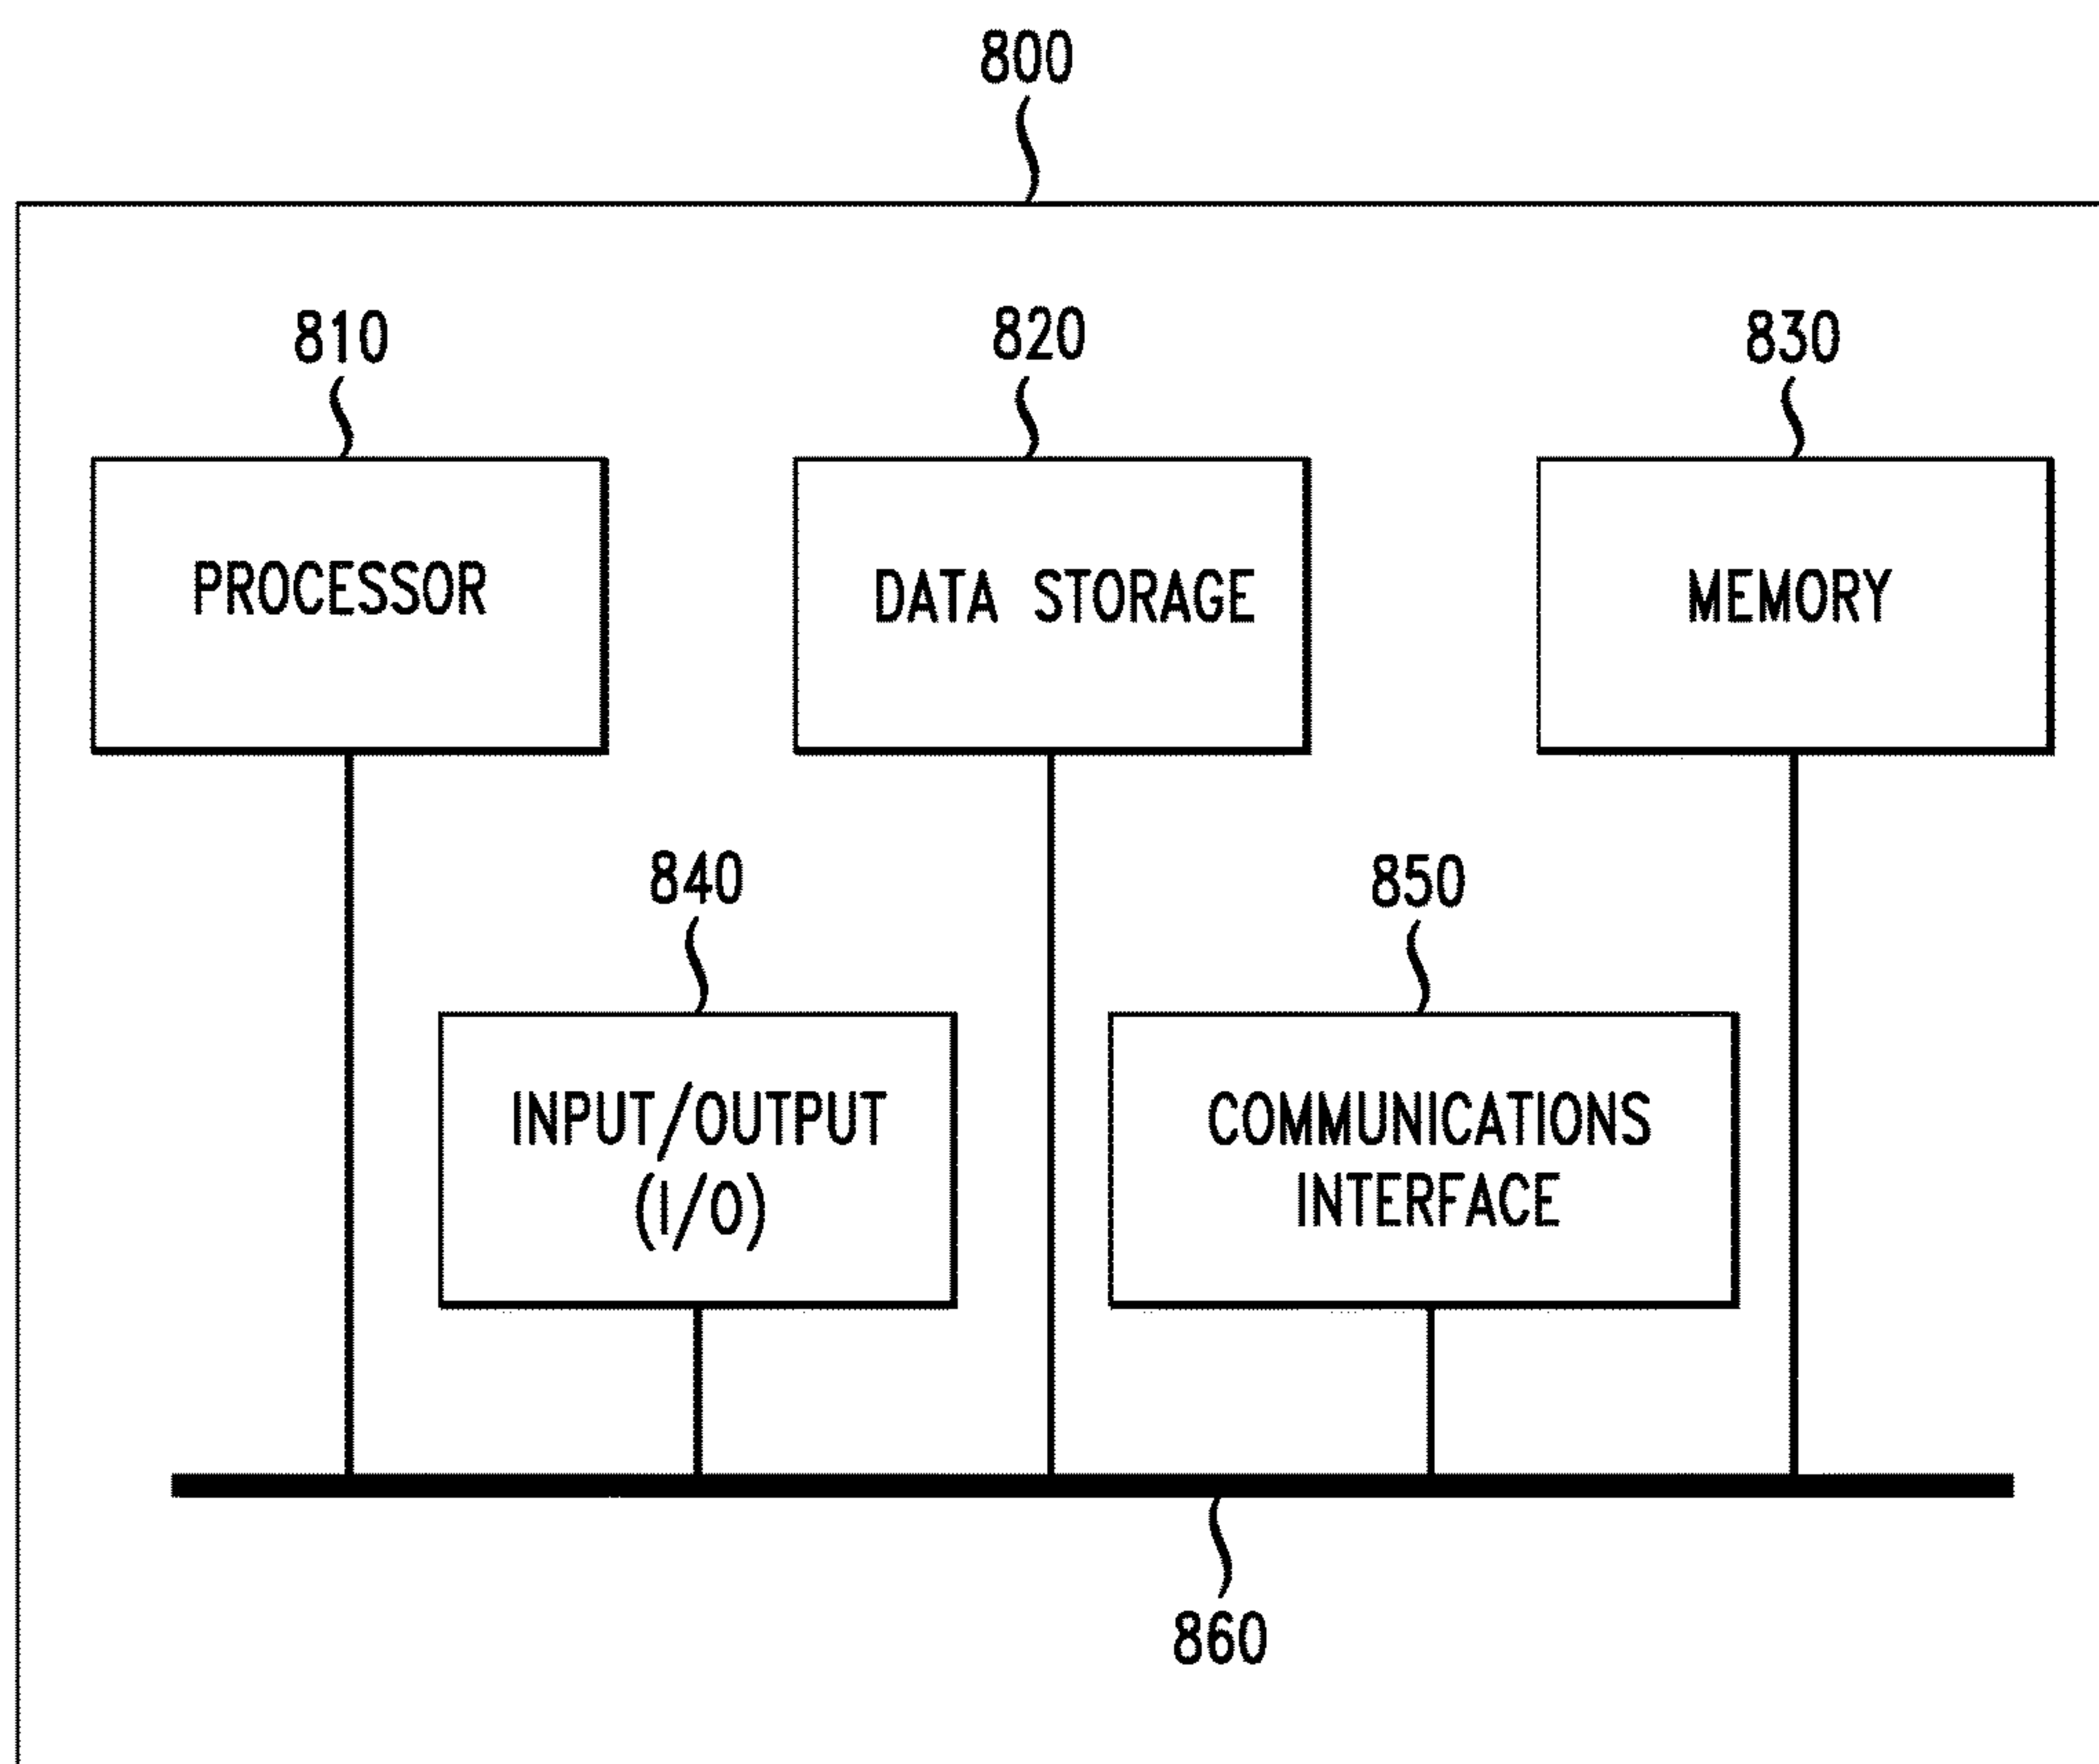 800
810
820
830
PROCESSOR
DATA STORAGE
MEMORY
840
850
INPUT/OUTPUT
(I/O)
COMMUNICATIONS
INTERFACE
860